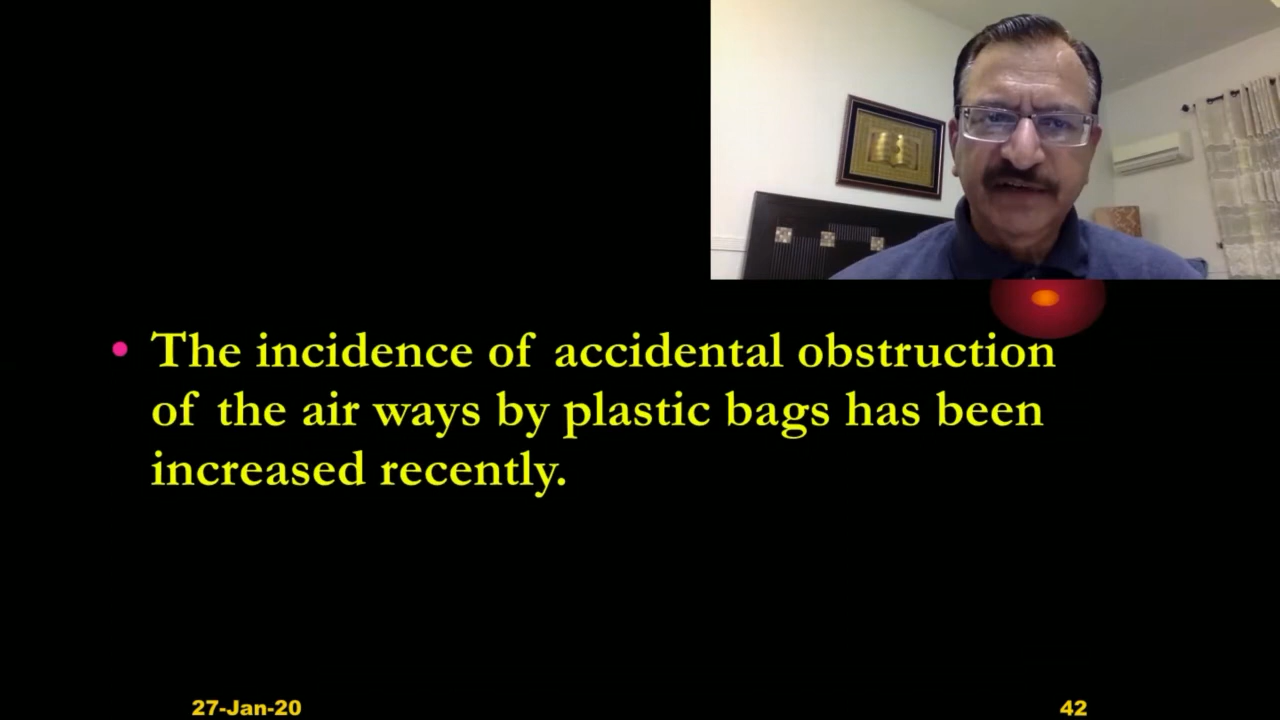 • The incidence of accidental obstruction
of the air ways by plastic bags has been
increased recently.
27-Jan-20
42